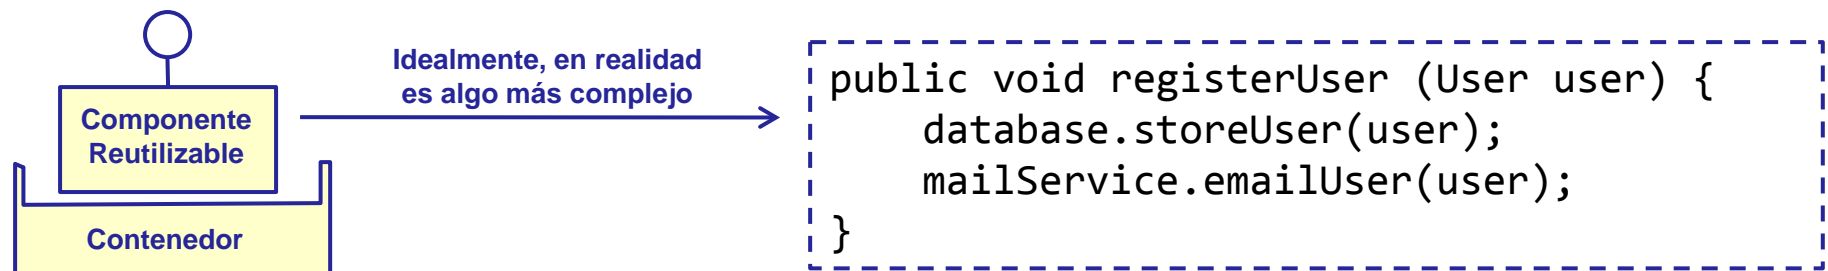 Componente
Reutilizable
Contenedor
Idealmente, en realidad
es algo más complejo
public void registerUser (User user) {
    database.storeUser(user);
    mailService.emailUser(user);
}